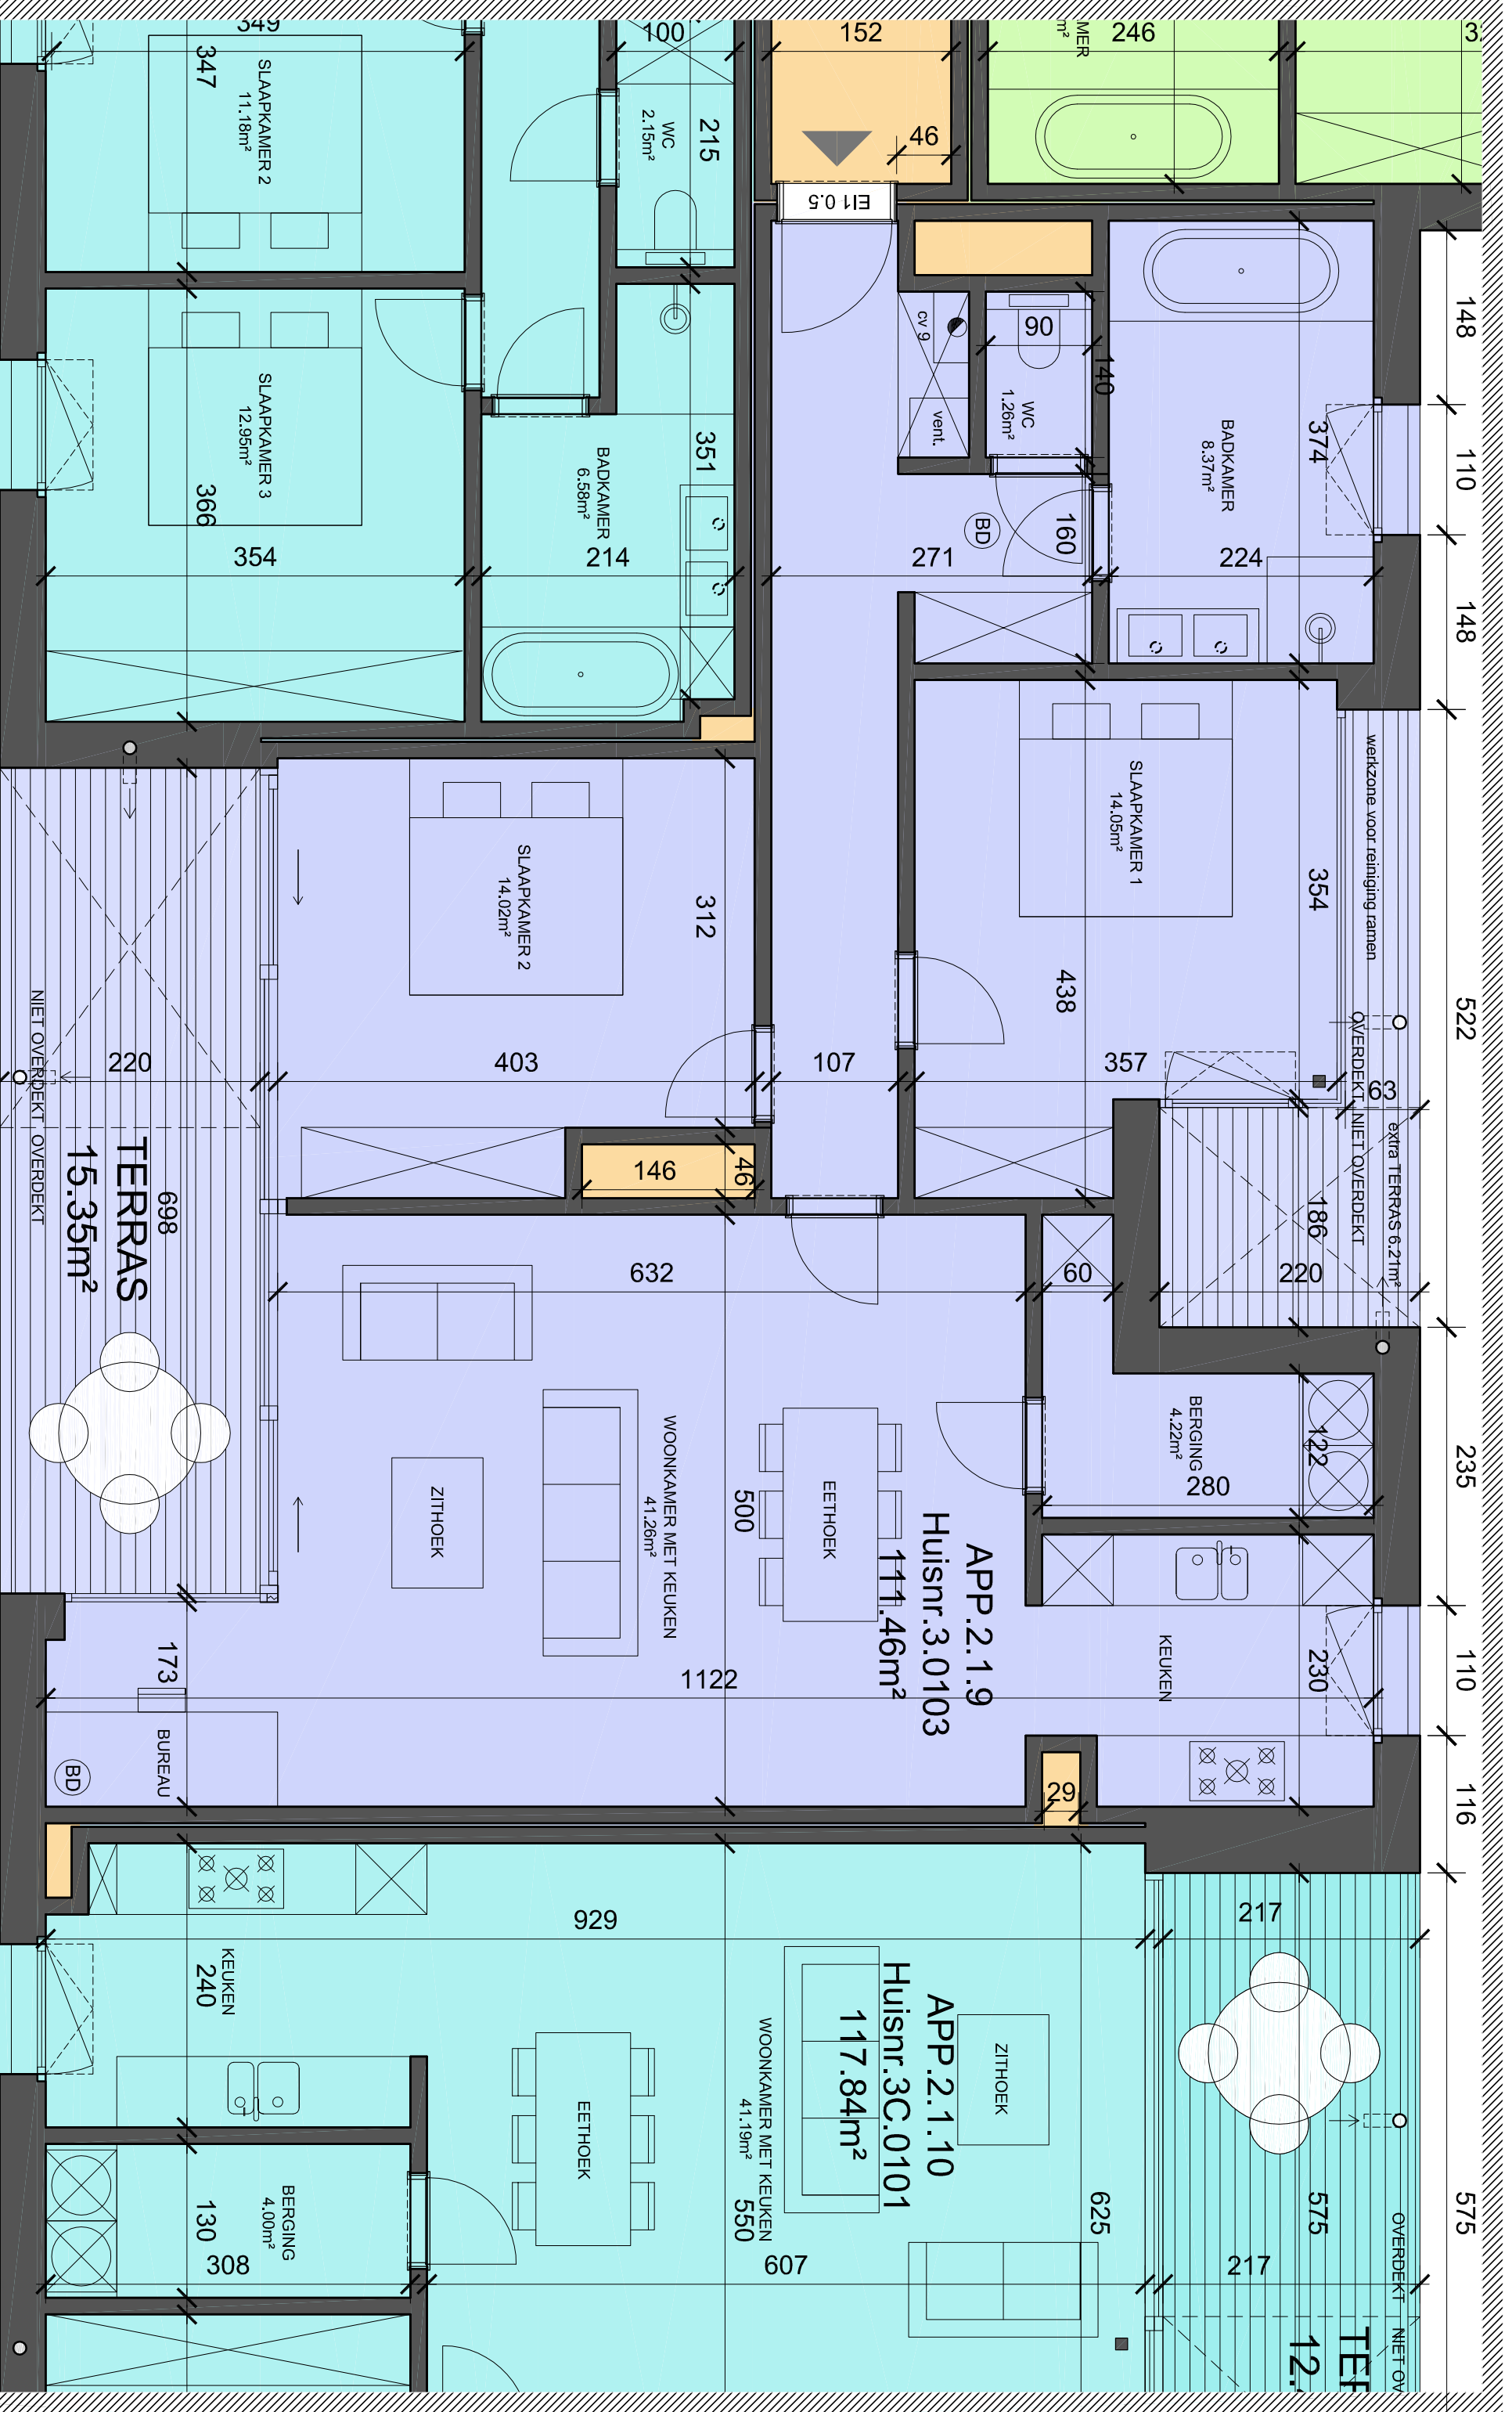 349
347
SLAAPKAMER 2
11.18m²
100
WC
2.15m²
215
152
46
EI1 0.5
246
SLAAPKAMER 3
12.95m²
366
354
BADKAMER
6.58m²
351
214
cv 9
vent.
90
WC
1.26m²
140
BD
160
271
BADKAMER
8.37m²
374
224
148
110
148
522
235
110
116
575
SLAAPKAMER 2
14.02m²
312
403
107
SLAAPKAMER 1
14.05m²
354
438
357
63
werkzone voor reiniging ramen
OVERDEKT
NIET OVERDEKT
extra TERRAS 6.21m²
186
220
NIET OVERDEKT
OVERDEKT
220
TERRAS
15.35m²
698
146
46
632
60
BERGING
4.22m²
122
280
ZITHOEK
WOONKAMER MET KEUKEN
41.26m²
500
EETHOEK
APP.2.1.9
Huisnr.3.0103
111.46m²
KEUKEN
230
173
1122
BUREAU
BD
29
929
217
KEUKEN
240
EETHOEK
WOONKAMER MET KEUKEN
41.19m²
550
ZITHOEK
APP.2.1.10
Huisnr.3C.0101
117.84m²
625
575
BERGING
4.00m²
130
308
607
217
OVERDEKT